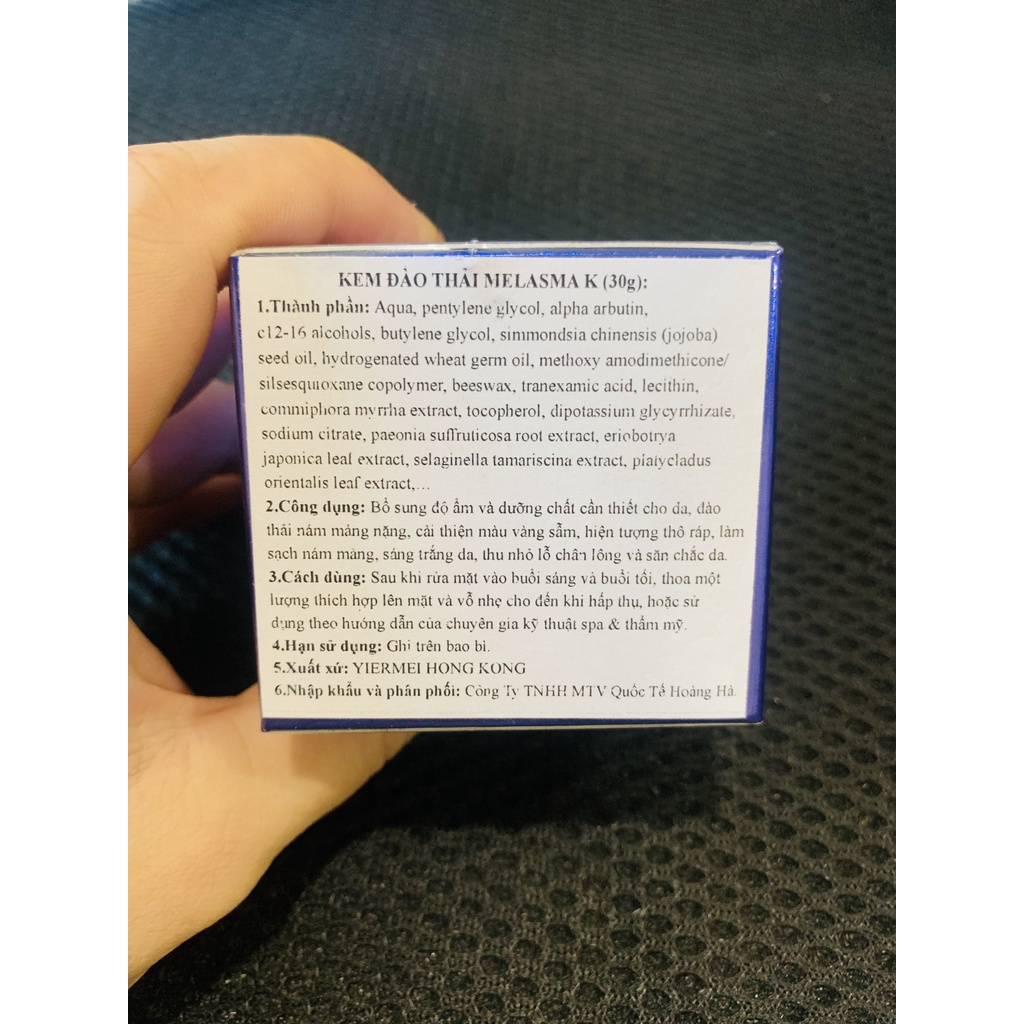 KEM ĐÀO THẢI MELASMA K (30g):
1.Thành phần: Aqua, pentylene glycol, alpha arbutin,
c12-16 alcohols, butylene glycol, simmondsia chinensis (jojoba)
seed oil, hydrogenated wheat germ oil, methoxy amodimethicone/
silsesquioxane copolymer, beeswax, tranexamic acid, lecithin,
commiphora myrrha extract, tocopherol, dipotassium glycyrrhizate,
sodium citrate, paeonia suffruticosa root extract, eriobotrya
japonica leaf extract, selaginella tamariscina extract, platycladus
orientalis leaf extract,...
2.Công dụng: Bổ sung độ ẩm và dưỡng chất cần thiết cho da, đào
thải nám mảng nặng, cải thiện màu vàng sẫm, hiện tượng thô ráp, làm
sạch nám màng, sáng trắng da, thu nhỏ lỗ chân lông và săn chắc da.
3.Cách dùng: Sau khi rửa mặt vào buổi sáng và buổi tối, thoa một
lượng thích hợp lên mặt và vỗ nhẹ cho đến khi hấp thụ, hoặc sử
dụng theo hướng dẫn của chuyên gia kỹ thuật spa & thẩm mỹ.
4.Hạn sử dụng: Ghi trên bao bì.
5.Xuất xứ: YIERMEI HONG KONG
6.Nhập khẩu và phân phối: Công Ty TNHH MTV Quốc Tế Hoàng Hà.